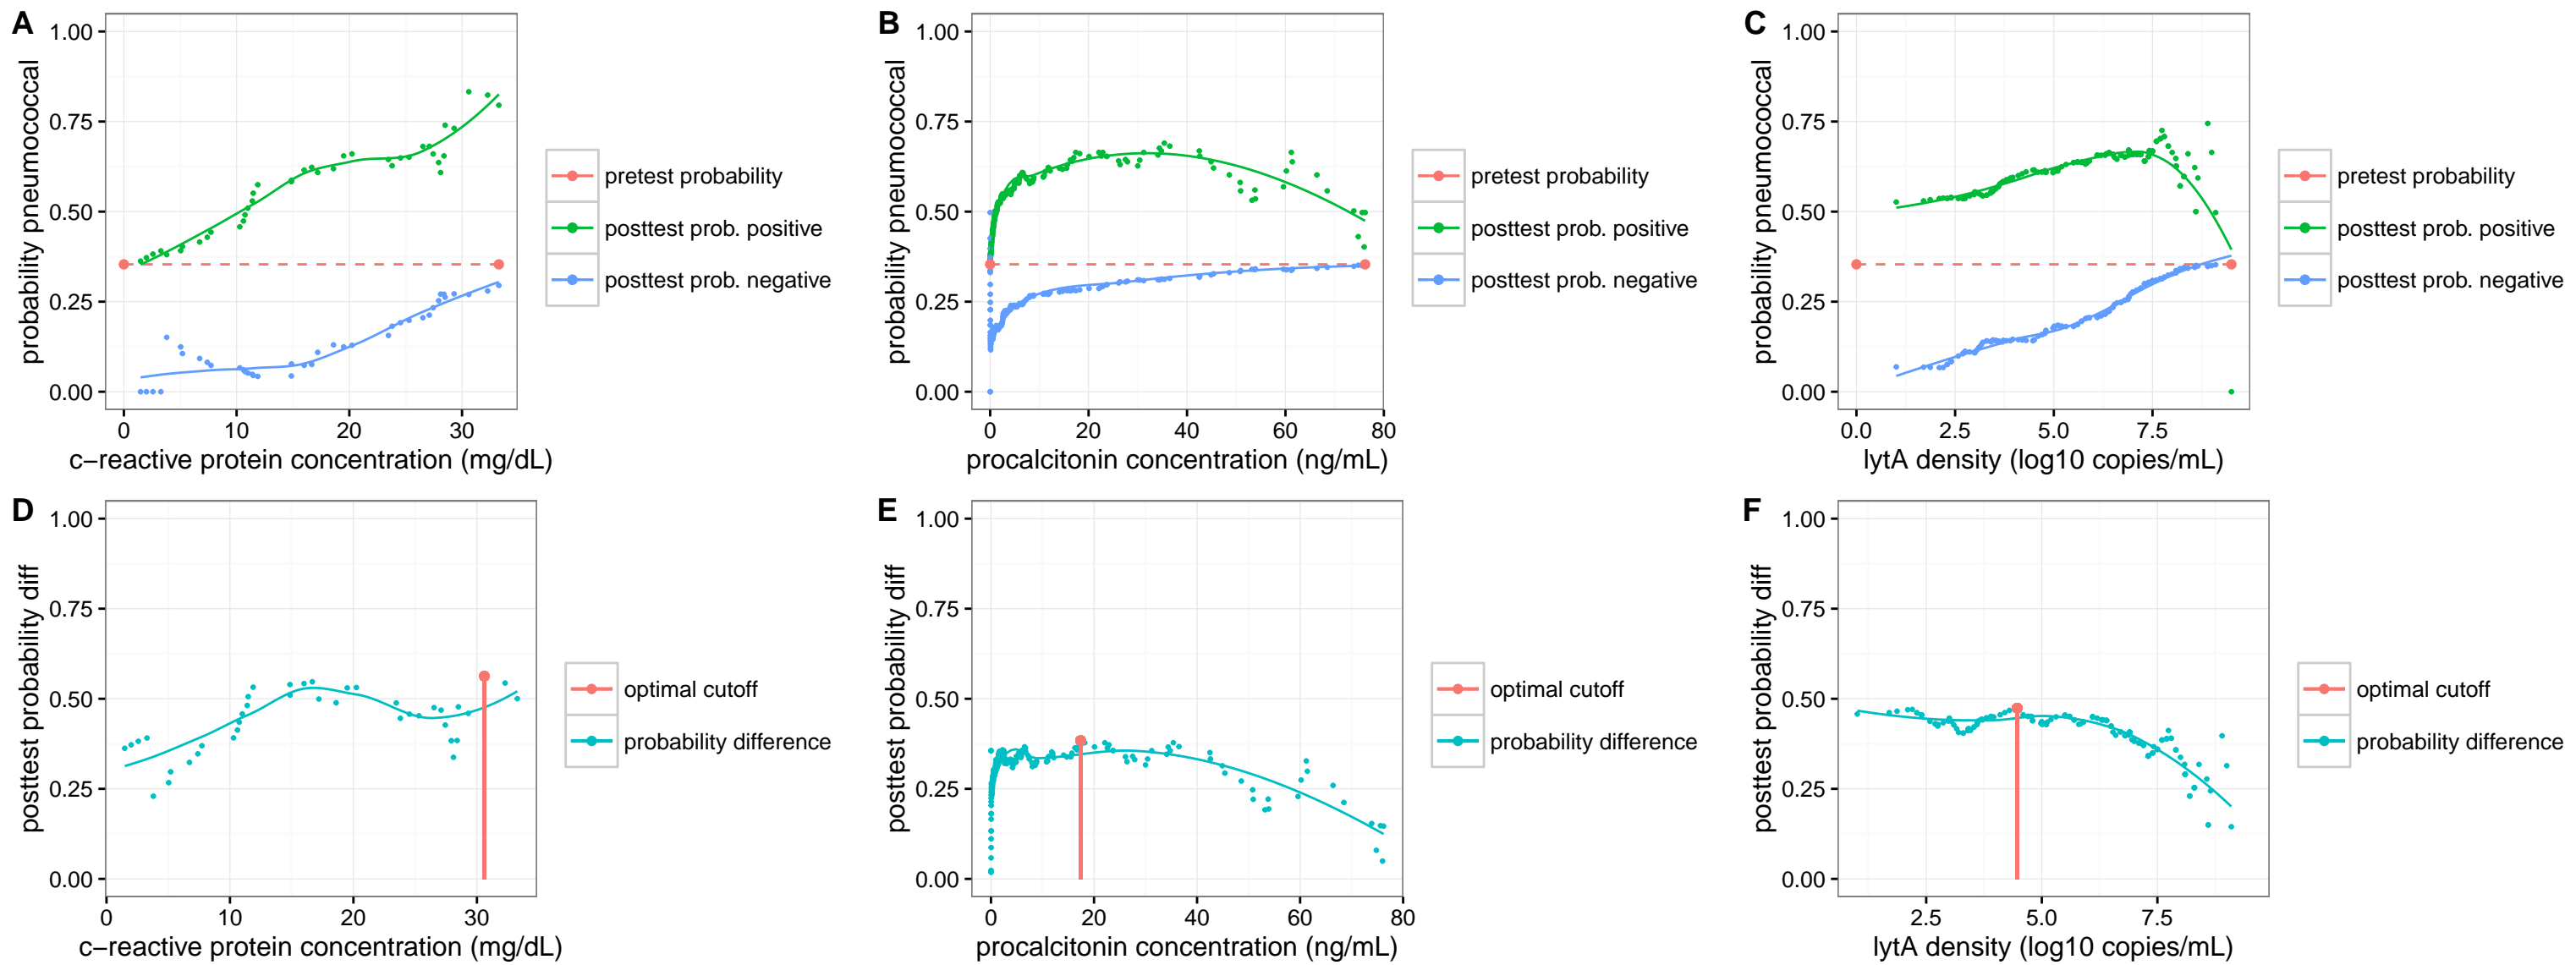 A
probability pneumococcal
1.00
0.75
0.50
0.25
0.00
0 10 20 30
c−reactive protein concentration (mg/dL)
pretest probability
posttest prob. positive
posttest prob. negative
B
probability pneumococcal
1.00
0.75
0.50
0.25
0.00
0 20 40 60 80
procalcitonin concentration (ng/mL)
pretest probability
posttest prob. positive
posttest prob. negative
C
probability pneumococcal
1.00
0.75
0.50
0.25
0.00
0.0 2.5 5.0 7.5
lytA density (log10 copies/mL)
pretest probability
posttest prob. positive
posttest prob. negative
D
posttest probability diff
1.00
0.75
0.50
0.25
0.00
0 10 20 30
c−reactive protein concentration (mg/dL)
optimal cutoff
probability difference
E
posttest probability diff
1.00
0.75
0.50
0.25
0.00
0 20 40 60 80
procalcitonin concentration (ng/mL)
optimal cutoff
probability difference
F
posttest probability diff
1.00
0.75
0.50
0.25
0.00
2.5 5.0 7.5
lytA density (log10 copies/mL)
optimal cutoff
probability difference